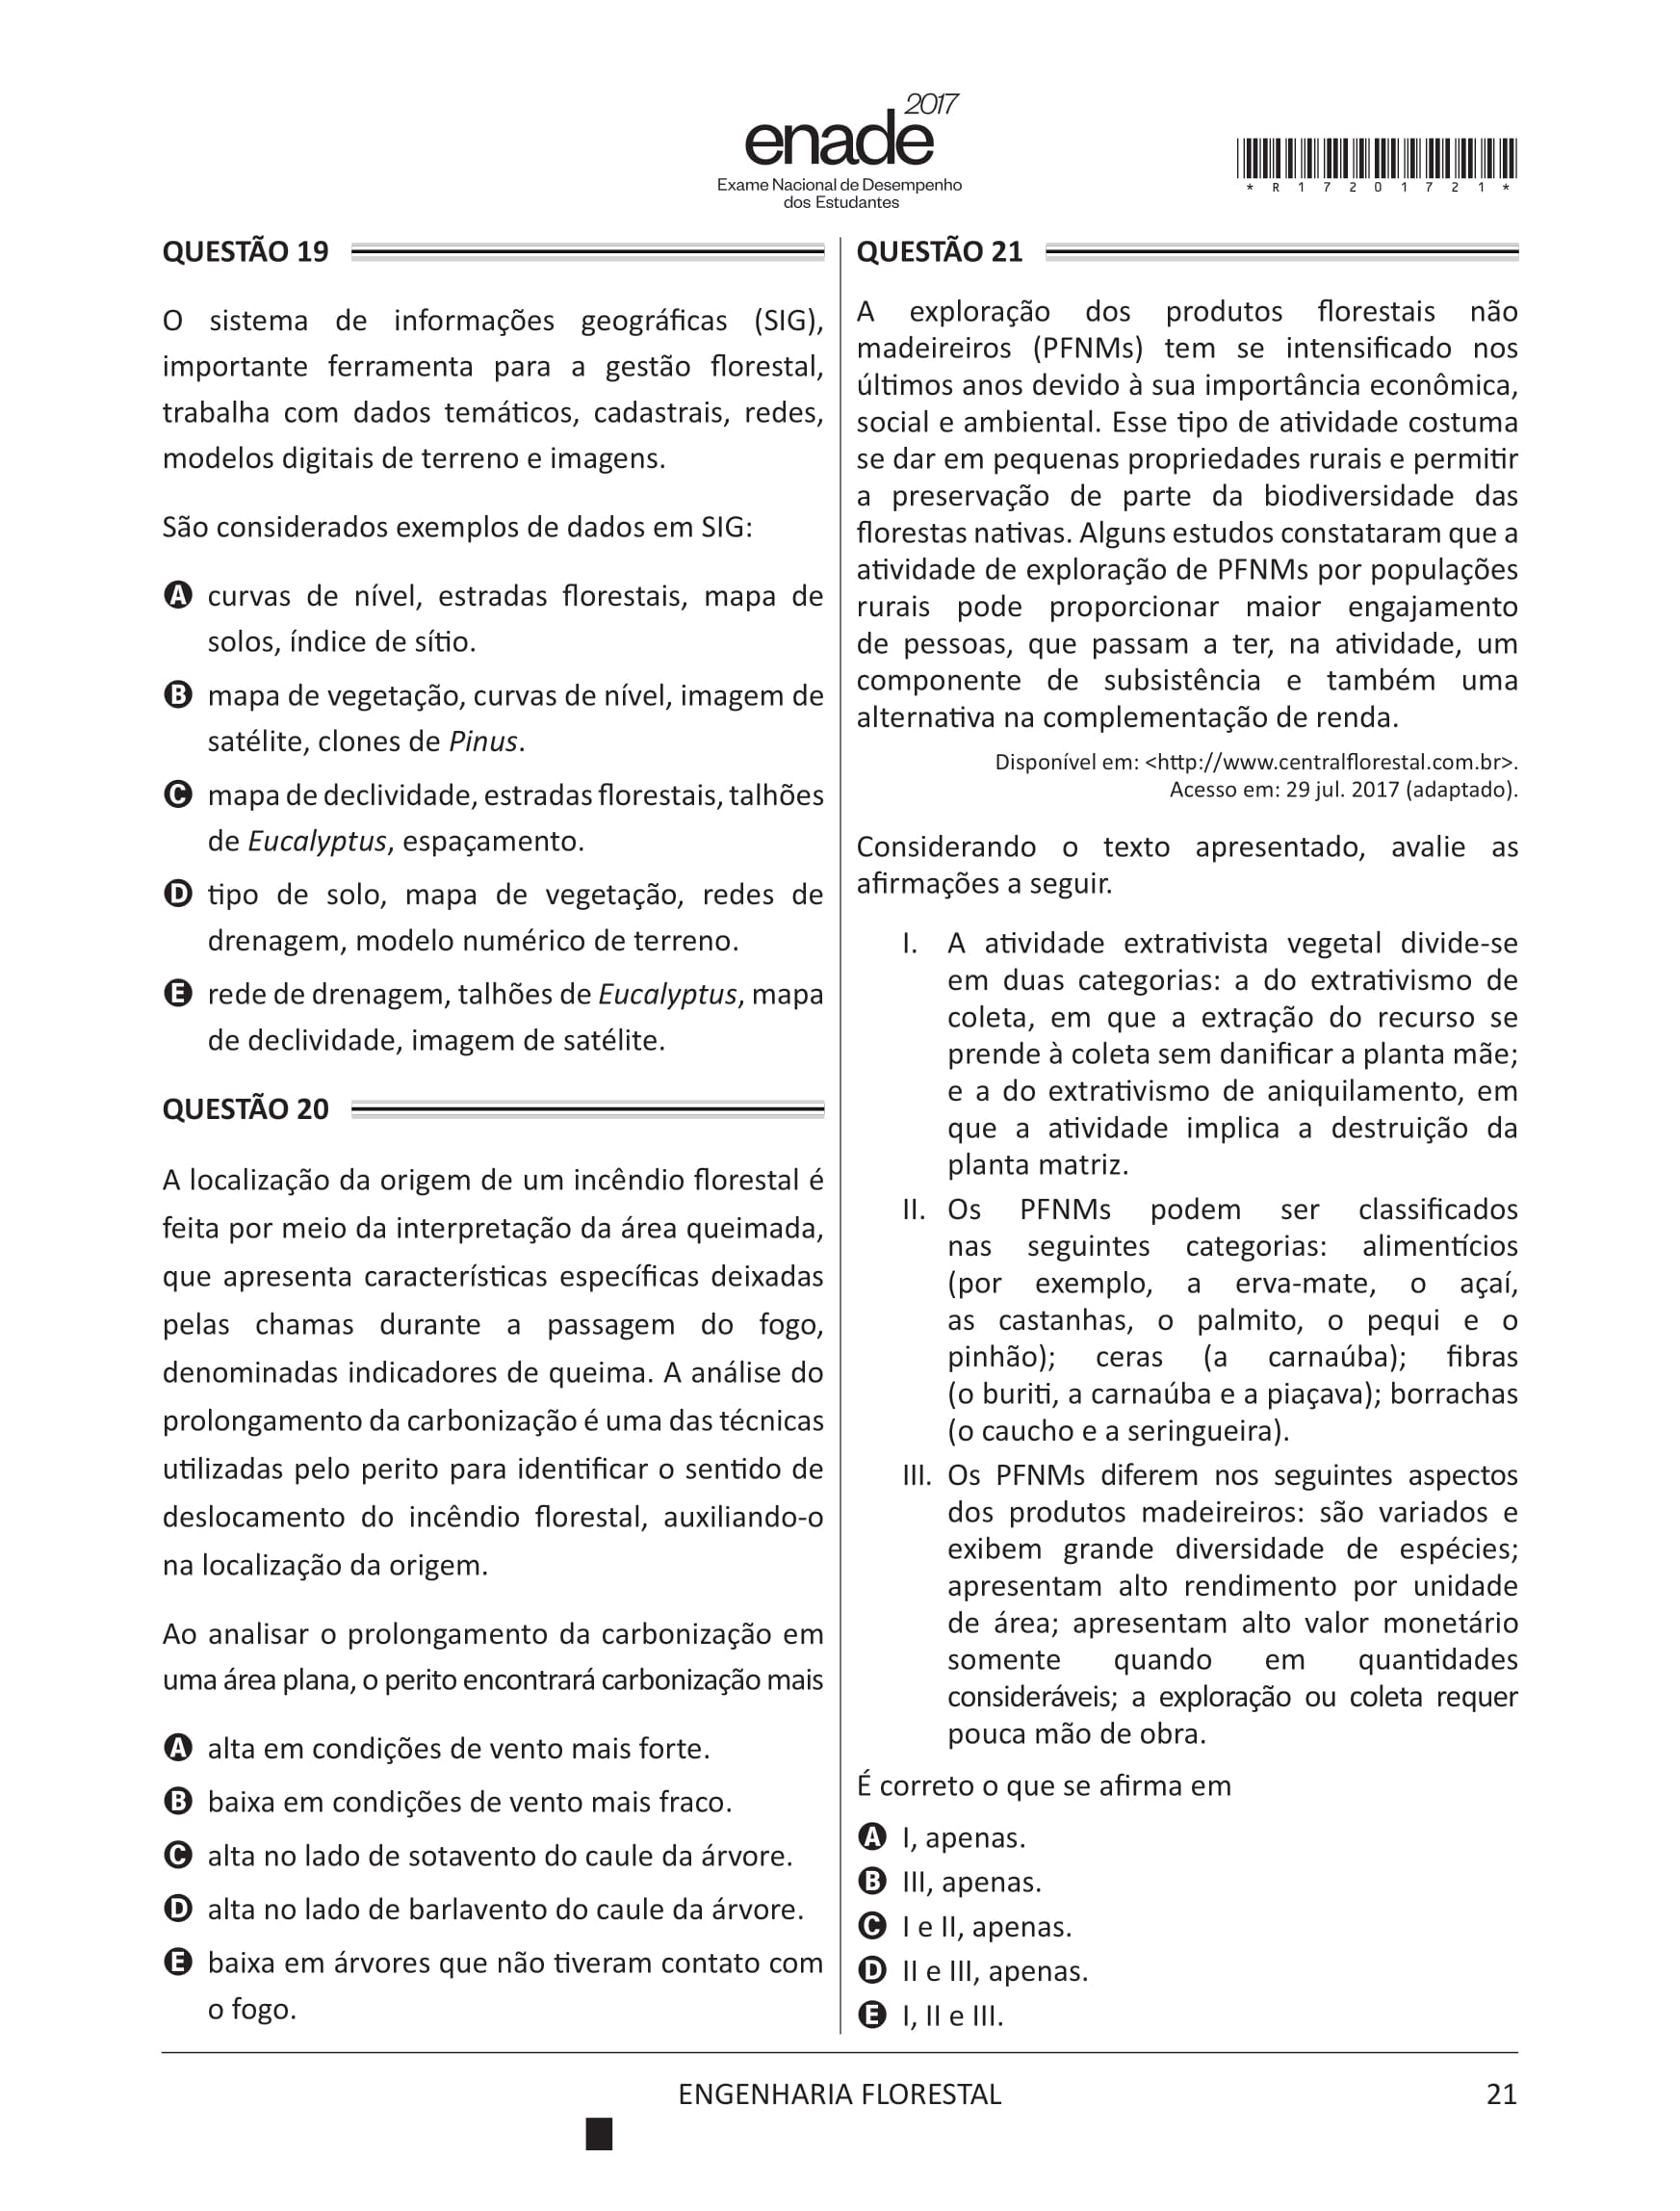 2017
enade
Exame Nacional de Desempenho
dos Estudantes
* R 1 7 2 0 1 7 2 1 *
QUESTÃO 19
O sistema de informações geográficas (SIG),
importante ferramenta para a gestão florestal,
trabalha com dados temáticos, cadastrais, redes,
modelos digitais de terreno e imagens.
São considerados exemplos de dados em SIG:
A curvas de nível, estradas florestais, mapa de
solos, índice de sítio.
B mapa de vegetação, curvas de nível, imagem de
satélite, clones de Pinus.
C mapa de declividade, estradas florestais, talhões
de Eucalyptus, espaçamento.
D tipo de solo, mapa de vegetação, redes de
drenagem, modelo numérico de terreno.
E rede de drenagem, talhões de Eucalyptus, mapa
de declividade, imagem de satélite.
QUESTÃO 20
A localização da origem de um incêndio florestal é
feita por meio da interpretação da área queimada,
que apresenta características específicas deixadas
pelas chamas durante a passagem do fogo,
denominadas indicadores de queima. A análise do
prolongamento da carbonização é uma das técnicas
utilizadas pelo perito para identificar o sentido de
deslocamento do incêndio florestal, auxiliando-o
na localização da origem.
Ao analisar o prolongamento da carbonização em
uma área plana, o perito encontrará carbonização mais
A alta em condições de vento mais forte.
B baixa em condições de vento mais fraco.
C alta no lado de sotavento do caule da árvore.
D alta no lado de barlavento do caule da árvore.
E baixa em árvores que não tiveram contato com
o fogo.
QUESTÃO 21
A exploração dos produtos florestais não
madeireiros (PFNMs) tem se intensificado nos
últimos anos devido à sua importância econômica,
social e ambiental. Esse tipo de atividade costuma
se dar em pequenas propriedades rurais e permitir
a preservação de parte da biodiversidade das
florestas nativas. Alguns estudos constataram que a
atividade de exploração de PFNMs por populações
rurais pode proporcionar maior engajamento
de pessoas, que passam a ter, na atividade, um
componente de subsistência e também uma
alternativa na complementação de renda.
Disponível em: <http://www.centralflorestal.com.br>.
Acesso em: 29 jul. 2017 (adaptado).
Considerando o texto apresentado, avalie as
afirmações a seguir.
I. A atividade extrativista vegetal divide-se
em duas categorias: a do extrativismo de
coleta, em que a extração do recurso se
prende à coleta sem danificar a planta mãe;
e a do extrativismo de aniquilamento, em
que a atividade implica a destruição da
planta matriz.
II. Os PFNMs podem ser classificados
nas seguintes categorias: alimentícios
(por exemplo, a erva-mate, o açaí,
as castanhas, o palmito, o pequi e o
pinhão); ceras (a carnaúba); fibras
(o buriti, a carnaúba e a piaçava); borrachas
(o caucho e a seringueira).
III. Os PFNMs diferem nos seguintes aspectos
dos produtos madeireiros: são variados e
exibem grande diversidade de espécies;
apresentam alto rendimento por unidade
de área; apresentam alto valor monetário
somente quando em quantidades
consideráveis; a exploração ou coleta requer
pouca mão de obra.
É correto o que se afirma em
A I, apenas.
B III, apenas.
C I e II, apenas.
D II e III, apenas.
E I, II e III.
ENGENHARIA FLORESTAL
21